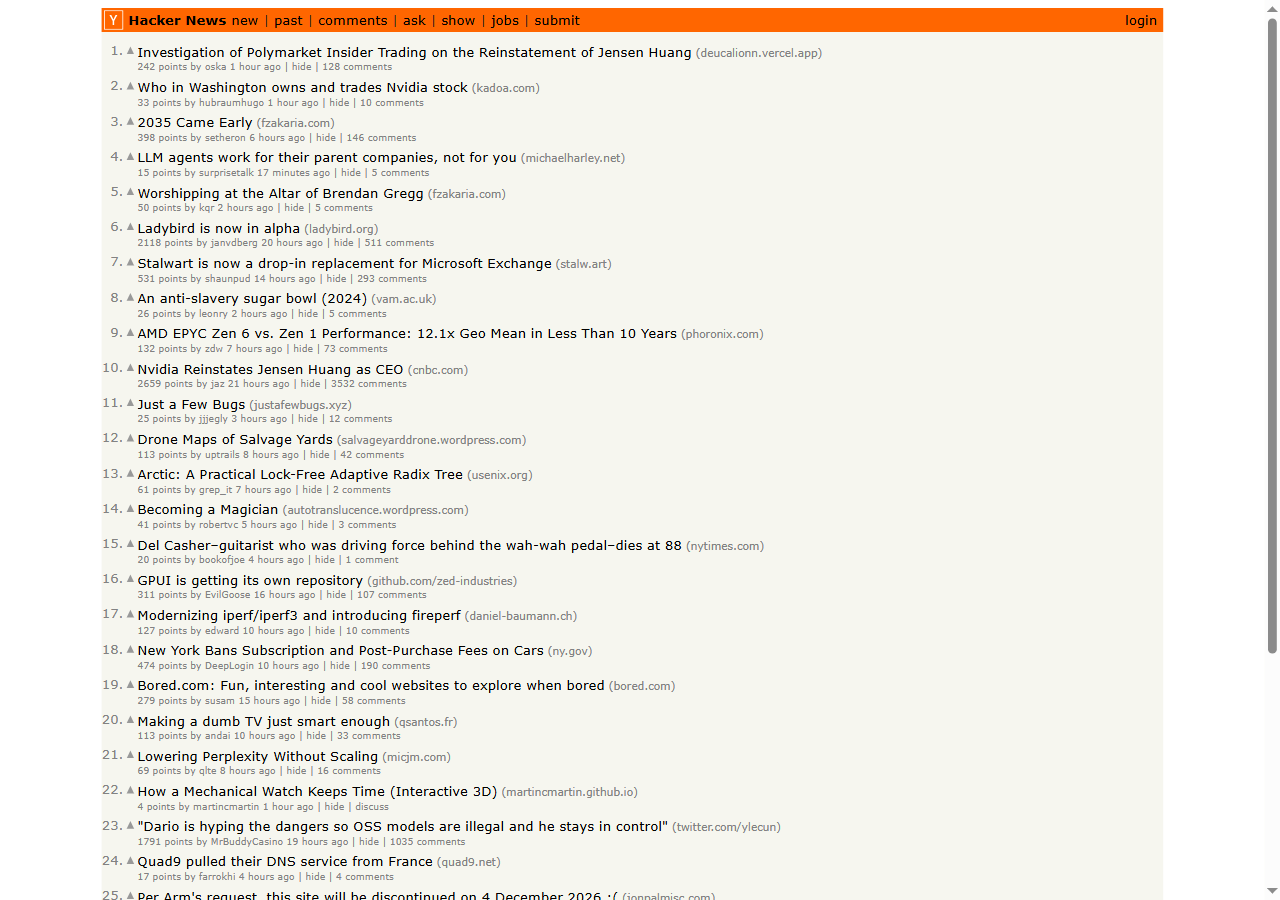 Y Hacker News new | past | comments | ask | show | jobs | submit login
1. ▲ Investigation of Polymarket Insider Trading on the Reinstatement of Jensen Huang (deucalionn.vercel.app)
242 points by oska 1 hour ago | hide | 128 comments
2. ▲ Who in Washington owns and trades Nvidia stock (kadoa.com)
33 points by hubraumhugo 1 hour ago | hide | 10 comments
3. ▲ 2035 Came Early (fzakaria.com)
398 points by setheron 6 hours ago | hide | 146 comments
4. ▲ LLM agents work for their parent companies, not for you (michaelharley.net)
15 points by surprisetalk 17 minutes ago | hide | 5 comments
5. ▲ Worshipping at the Altar of Brendan Gregg (fzakaria.com)
50 points by kqr 2 hours ago | hide | 5 comments
6. ▲ Ladybird is now in alpha (ladybird.org)
2118 points by janvdberg 20 hours ago | hide | 511 comments
7. ▲ Stalwart is now a drop-in replacement for Microsoft Exchange (stalw.art)
531 points by shaunpud 14 hours ago | hide | 293 comments
8. ▲ An anti-slavery sugar bowl (2024) (vam.ac.uk)
26 points by leonry 2 hours ago | hide | 5 comments
9. ▲ AMD EPYC Zen 6 vs. Zen 1 Performance: 12.1x Geo Mean in Less Than 10 Years (phoronix.com)
132 points by zdw 7 hours ago | hide | 73 comments
10. ▲ Nvidia Reinstates Jensen Huang as CEO (cnbc.com)
2659 points by jaz 21 hours ago | hide | 3532 comments
11. ▲ Just a Few Bugs (justafewbugs.xyz)
25 points by jjjegly 3 hours ago | hide | 12 comments
12. ▲ Drone Maps of Salvage Yards (salvageyarddrone.wordpress.com)
113 points by uptrails 8 hours ago | hide | 42 comments
13. ▲ Arctic: A Practical Lock-Free Adaptive Radix Tree (usenix.org)
61 points by grep_it 7 hours ago | hide | 2 comments
14. ▲ Becoming a Magician (autotranslucence.wordpress.com)
41 points by robertvc 5 hours ago | hide | 3 comments
15. ▲ Del Casher–guitarist who was driving force behind the wah-wah pedal–dies at 88 (nytimes.com)
20 points by bookofjoe 4 hours ago | hide | 1 comment
16. ▲ GPUI is getting its own repository (github.com/zed-industries)
311 points by EvilGoose 16 hours ago | hide | 107 comments
17. ▲ Modernizing iperf/iperf3 and introducing fireperf (daniel-baumann.ch)
127 points by edward 10 hours ago | hide | 10 comments
18. ▲ New York Bans Subscription and Post-Purchase Fees on Cars (ny.gov)
474 points by DeepLogin 10 hours ago | hide | 190 comments
19. ▲ Bored.com: Fun, interesting and cool websites to explore when bored (bored.com)
279 points by susam 15 hours ago | hide | 58 comments
20. ▲ Making a dumb TV just smart enough (qsantos.fr)
113 points by andai 10 hours ago | hide | 33 comments
21. ▲ Lowering Perplexity Without Scaling (micjm.com)
69 points by qlte 8 hours ago | hide | 16 comments
22. ▲ How a Mechanical Watch Keeps Time (Interactive 3D) (martincmartin.github.io)
4 points by martincmartin 1 hour ago | hide | discuss
23. ▲ "Dario is hyping the dangers so OSS models are illegal and he stays in control" (twitter.com/ylecun)
1791 points by MrBuddyCasino 19 hours ago | hide | 1035 comments
24. ▲ Quad9 pulled their DNS service from France (quad9.net)
17 points by farrokhi 4 hours ago | hide | 4 comments
25. ▲ Per Arm's request, this site will be discontinued on 4 December 2026 :( (jonpalmisc.com)